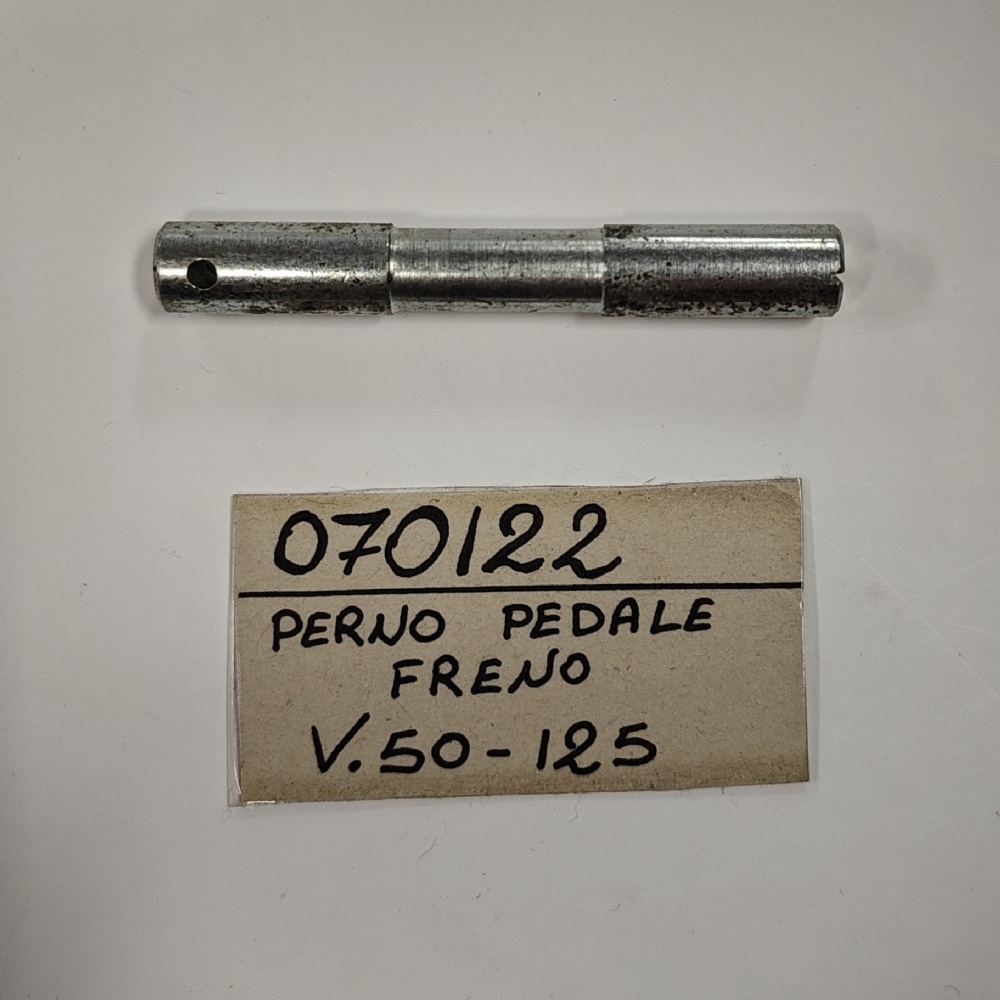 070122
PERNO PEDALE
FRENO
V.50-125